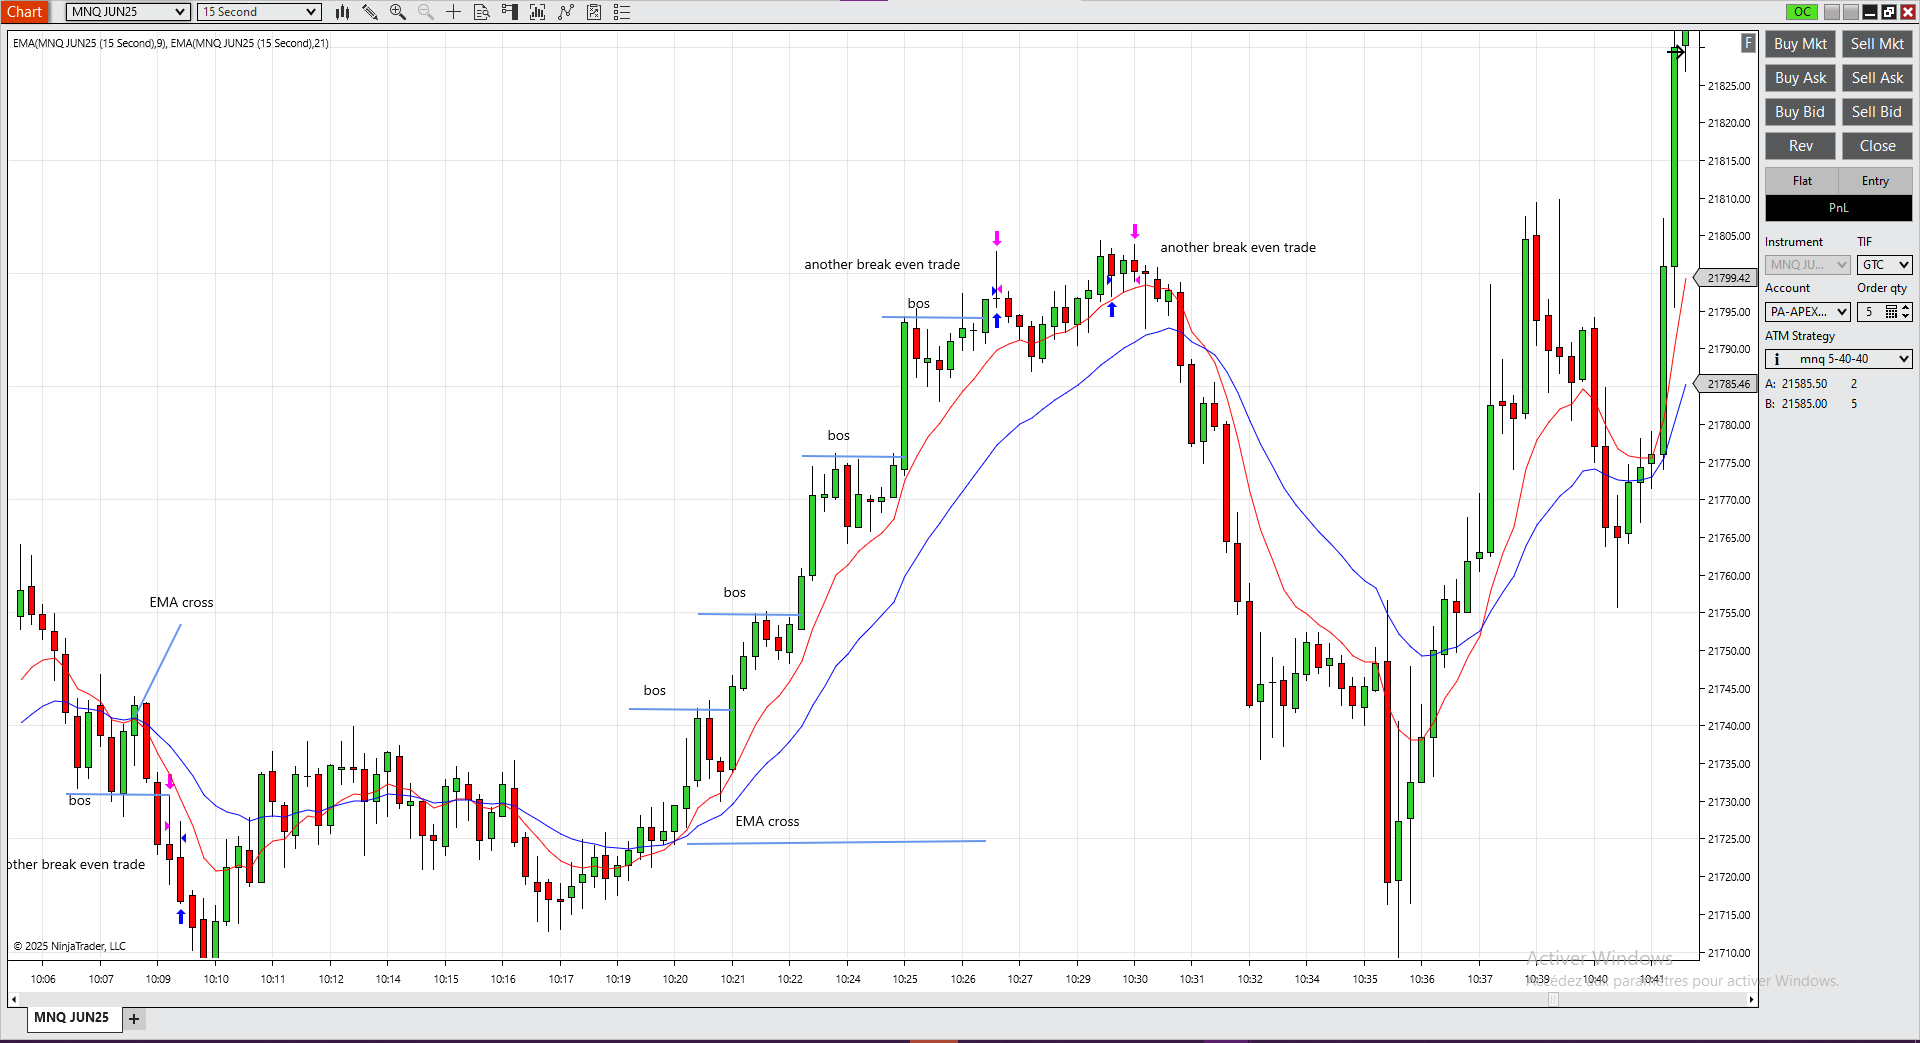 Chart
MNQ JUN25
15 Second
OC
EMA(MNQ JUN25 (15 Second),9), EMA(MNQ JUN25 (15 Second),21)
F
Buy Mkt
Sell Mkt
Buy Ask
Sell Ask
Buy Bid
Sell Bid
Rev
Close
Flat
Entry
PnL
Instrument
TIF
MNQ JU...
GTC
Account
Order qty
PA-APEX...
5
ATM Strategy
i mnq 5-40-40
A: 21585.50 2
B: 21585.00 5
21825.00
21820.00
21815.00
21810.00
21805.00
21799.42
21795.00
21790.00
21785.46
21780.00
21775.00
21770.00
21765.00
21760.00
21755.00
21750.00
21745.00
21740.00
21735.00
21730.00
21725.00
21720.00
21715.00
21710.00
another break even trade
another break even trade
bos
bos
bos
EMA cross
bos
bos
EMA cross
other break even trade
© 2025 NinjaTrader, LLC
10:06
10:07
10:09
10:10
10:11
10:12
10:14
10:15
10:16
10:17
10:19
10:20
10:21
10:22
10:24
10:25
10:26
10:27
10:29
10:30
10:31
10:32
10:34
10:35
10:36
10:37
10:39
10:40
10:41
Activer Windows
Accédez aux paramètres pour activer Windows.
MNQ JUN25
+